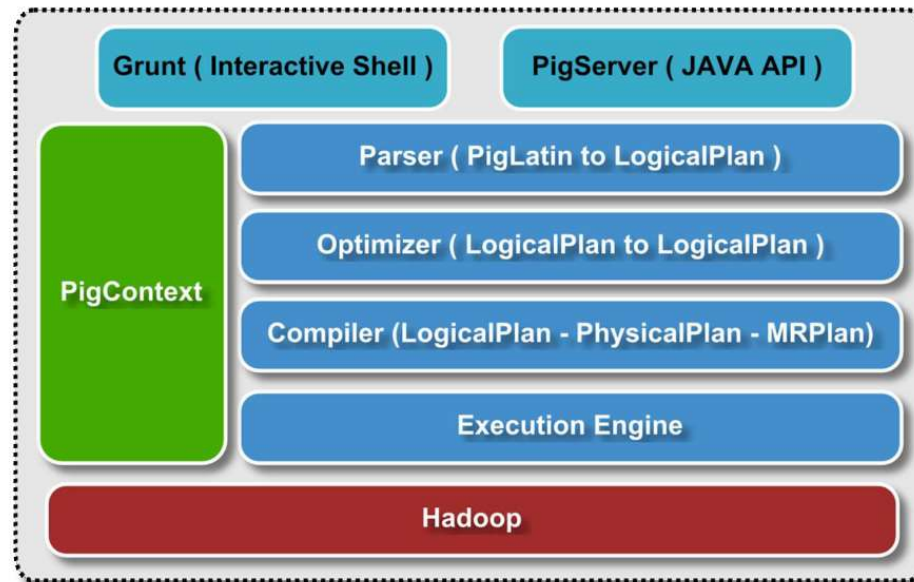 Grunt ( Interactive Shell )
PigServer ( JAVA API )
PigContext
Parser ( PigLatin to LogicalPlan )
Optimizer ( LogicalPlan to LogicalPlan )
Compiler (LogicalPlan - PhysicalPlan - MRPlan)
Execution Engine
Hadoop